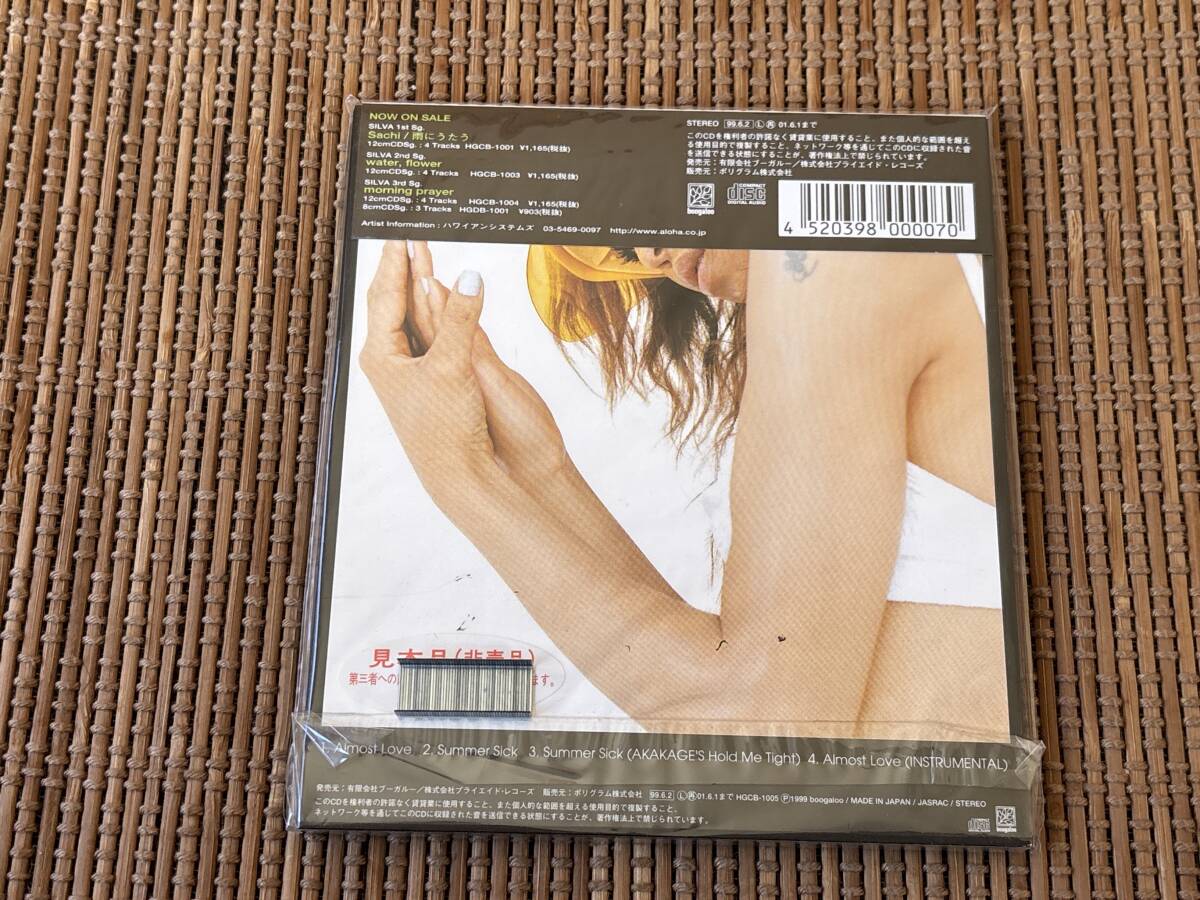 NOW ON SALE
SILVA 1st Sg.
Sachi / 雨にうたう
12cmCDSg. : 4 Tracks HGCB-1001 ¥1,165(税抜)
SILVA 2nd Sg.
water, flower
12cmCDSg. : 4 Tracks HGCB-1003 ¥1,165(税抜)
SILVA 3rd Sg.
morning prayer
12cmCDSg. : 4 Tracks HGCB-1004 ¥1,165(税抜)
8cmCDSg. : 3 Tracks HGDB-1001 ¥903(税抜)
Artist Information : ハワイアンシステムズ 03-5469-0097 http://www.aloha.co.jp
STEREO 99.6.2 Ⓛ Ⓡ 01.6.1まで
このCDを権利者の許諾なく賃貸業に使用すること、また個人的な範囲を超え
る使用目的で複製すること、ネットワーク等を通じてこのCDに収録された音
を送信できる状態にすることが、著作権法上で禁じられています。
発売元:有限会社ブーガルー/株式会社プライエイド・レコーズ
販売元:ポリグラム株式会社
boogaloo
COMPACT
disc
DIGITAL AUDIO
4 520398 000070
見本品(非売品)
第三者への
ます。
1. Almost Love 2. Summer Sick 3. Summer Sick (AKAKAGE'S Hold Me Tight) 4. Almost Love (INSTRUMENTAL)
発売元:有限会社ブーガルー/株式会社プライエイド・レコーズ 販売元:ポリグラム株式会社 99.6.2 Ⓛ Ⓡ 01.6.1まで HGCB-1005 Ⓟ1999 boogaloo / MADE IN JAPAN / JASRAC / STEREO
このCDを権利者の許諾なく賃貸業に使用すること、また個人的な範囲を超える使用目的で複製すること、
ネットワーク等を通じてこのCDに収録された音を送信できる状態にすることが、著作権法上で禁じられています。
disc
boogaloo